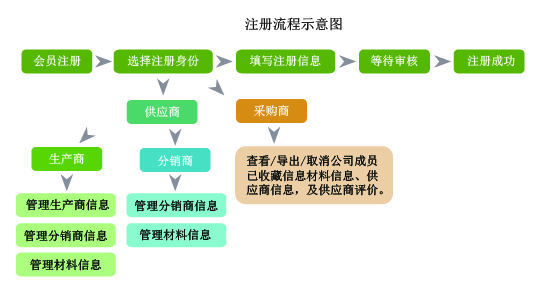 注册流程示意图
会员注册
选择注册身份
填写注册信息
等待审核
注册成功
供应商
采购商
生产商
分销商
查看/导出/取消公司成员
已收藏信息材料信息、供
应商信息，及供应商评价。
管理生产商信息
管理分销商信息
管理分销商信息
管理材料信息
管理材料信息